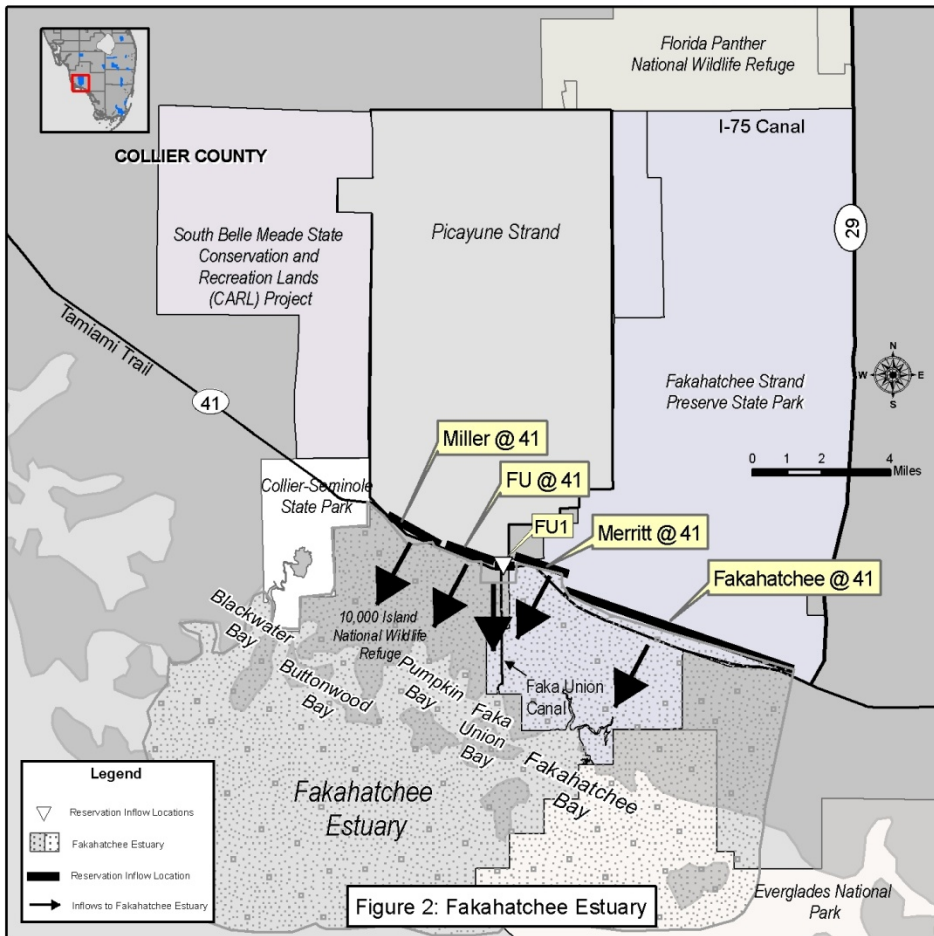 Florida Panther
National Wildlife Refuge
I-75 Canal
COLLIER COUNTY
29
South Belle Meade State
Conservation and
Recreation Lands
(CARL) Project
Picayune Strand
Tamiami Trail
41
N
W
E
S
Fakahatchee Strand
Preserve State Park
0 1 2 4
Miles
Miller @ 41
FU @ 41
FU1
Merritt @ 41
Fakahatchee @ 41
Collier-Seminole
State Park
10,000 Island
National Wildlife
Refuge
Blackwater
Bay
Buttonwood
Bay
Pumpkin
Bay
Faka
Union
Bay
Faka Union
Canal
Fakahatchee
Bay
Fakahatchee
Estuary
Legend
Reservation Inflow Locations
Fakahatchee Estuary
Reservation Inflow Location
Inflows to Fakahatchee Estuary
Figure 2: Fakahatchee Estuary
Everglades National
Park